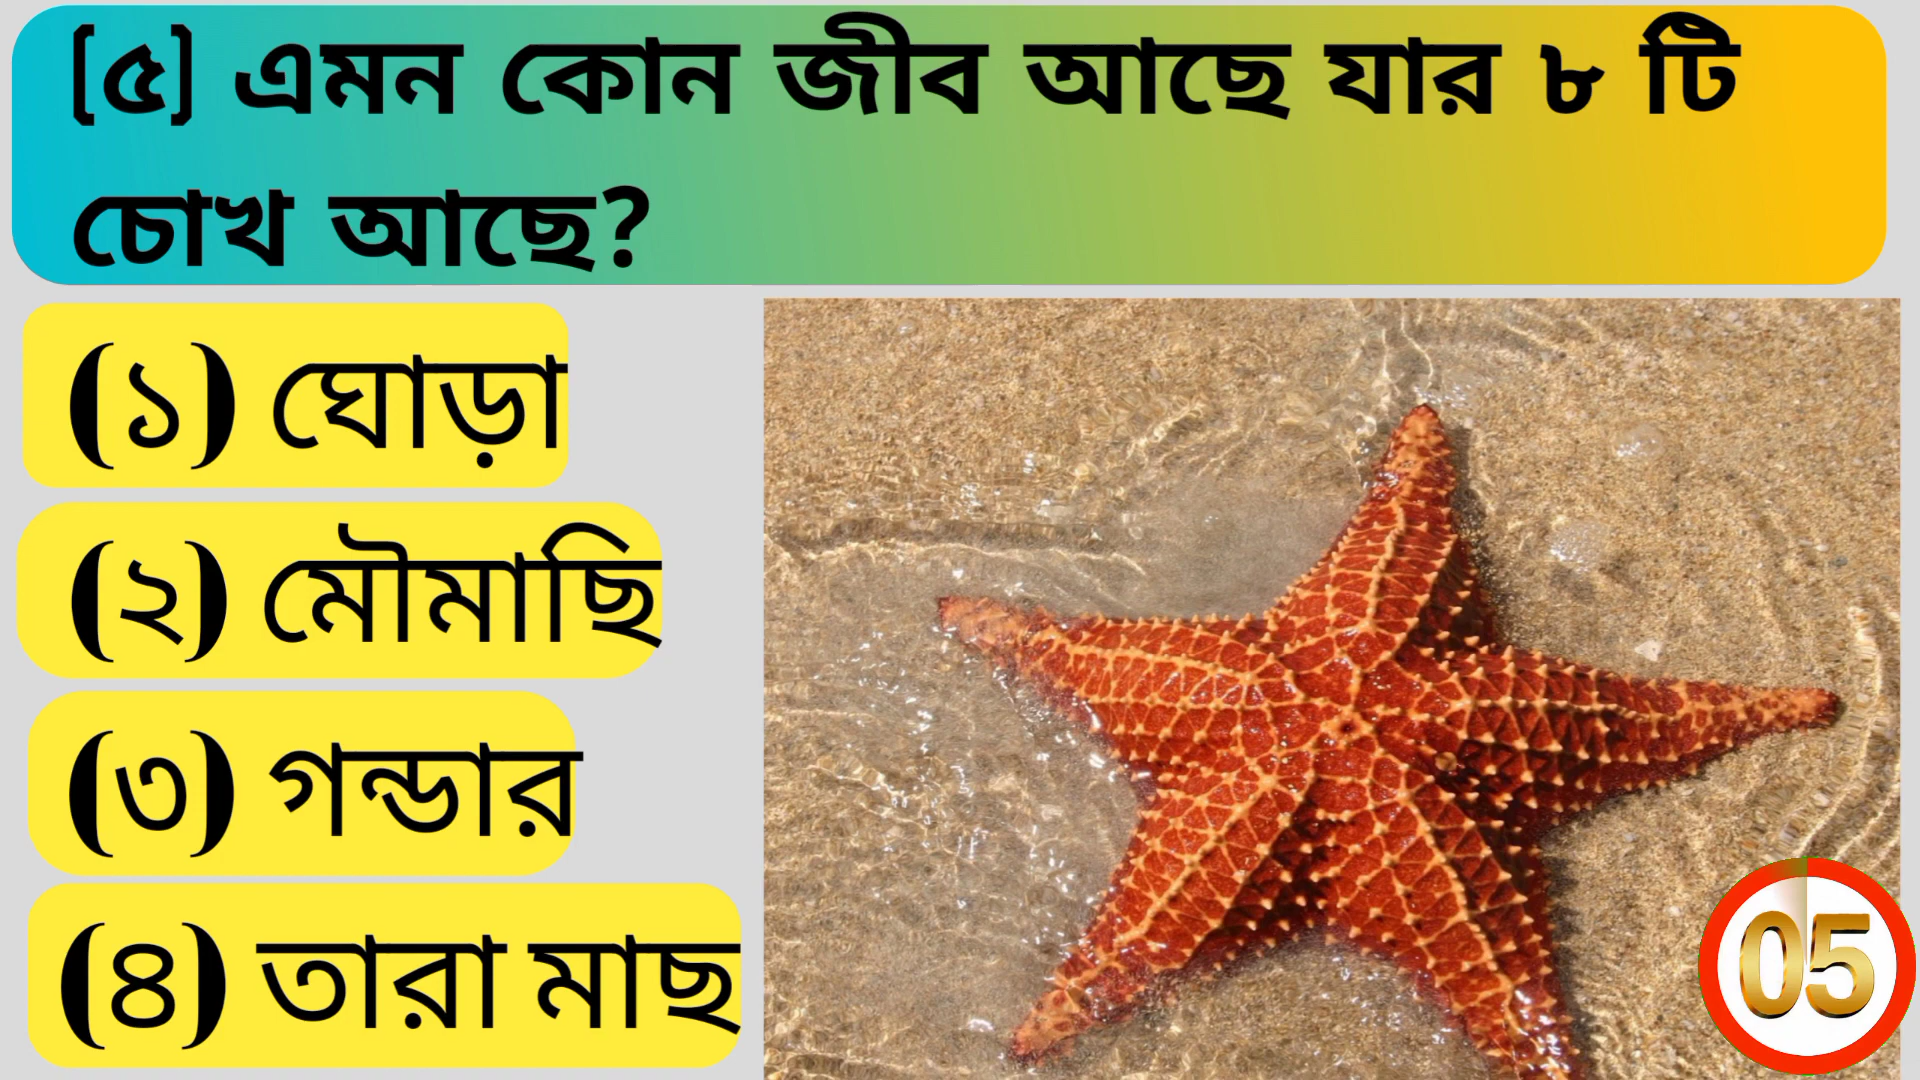 [৫] এমন কোন জীব আছে যার ৮ টি
চোখ আছে?
(১) ঘোড়া
(২) মৌমাছি
(৩) গন্ডার
(৪) তারা মাছ
05